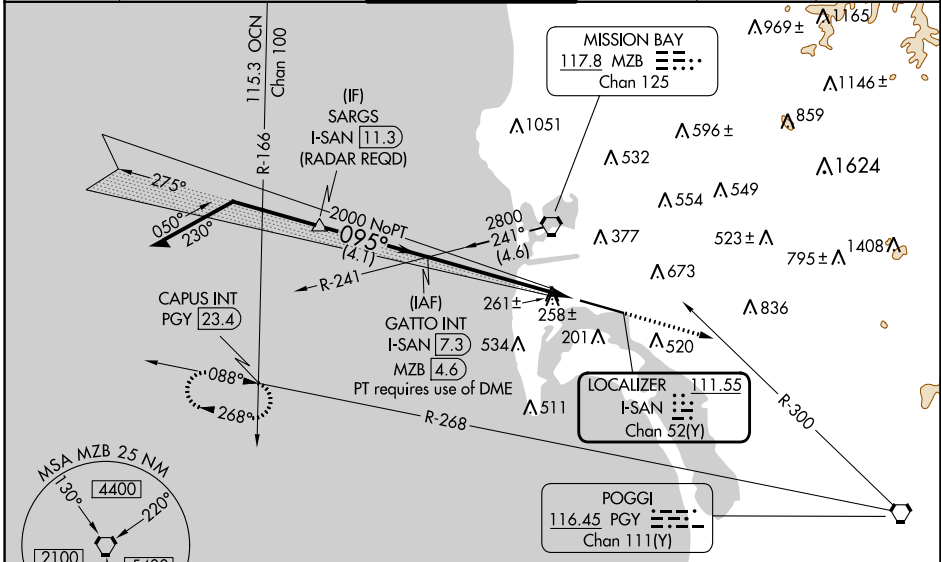 115.3 OCN
Chan 100
R-166
(IF)
SARGS
I-SAN 11.3
(RADAR REQD)
MISSION BAY
117.8 MZB
Chan 125
969±
1165
1146±
859
1051
596±
532
1624
554
549
377
523±
795±
1408
673
836
275°
050°
230°
2000 NoPT
095°
(4.1)
2800
241°
(4.6)
R-241
(IAF)
GATTO INT
I-SAN 7.3
MZB 4.6
PT requires use of DME
261±
258±
534
201
520
511
CAPUS INT
PGY 23.4
088°
268°
R-268
LOCALIZER 111.55
I-SAN
Chan 52(Y)
R-300
POGGI
116.45 PGY
Chan 111(Y)
MSA MZB 25 NM
130°
220°
4400
2100